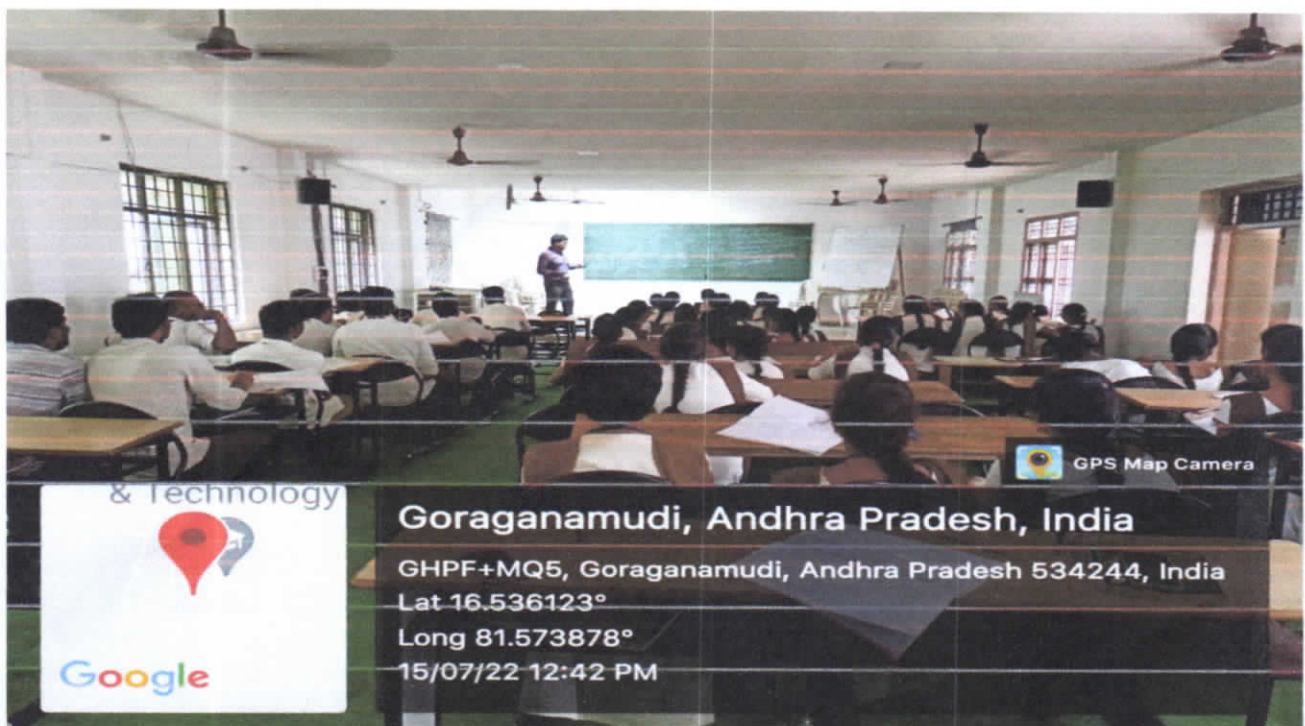 GPS Map Camera
& Technology
Goraganamudi, Andhra Pradesh, India
GHPF+MQ5, Goraganamudi, Andhra Pradesh 534244, India
Lat 16.536123°
Long 81.573878°
15/07/22 12:42 PM
Google